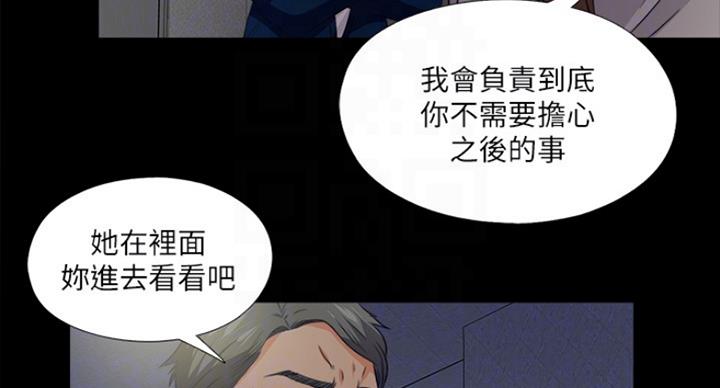 我會負責到底
你不需要擔心
之後的事
她在裡面
妳進去看看吧